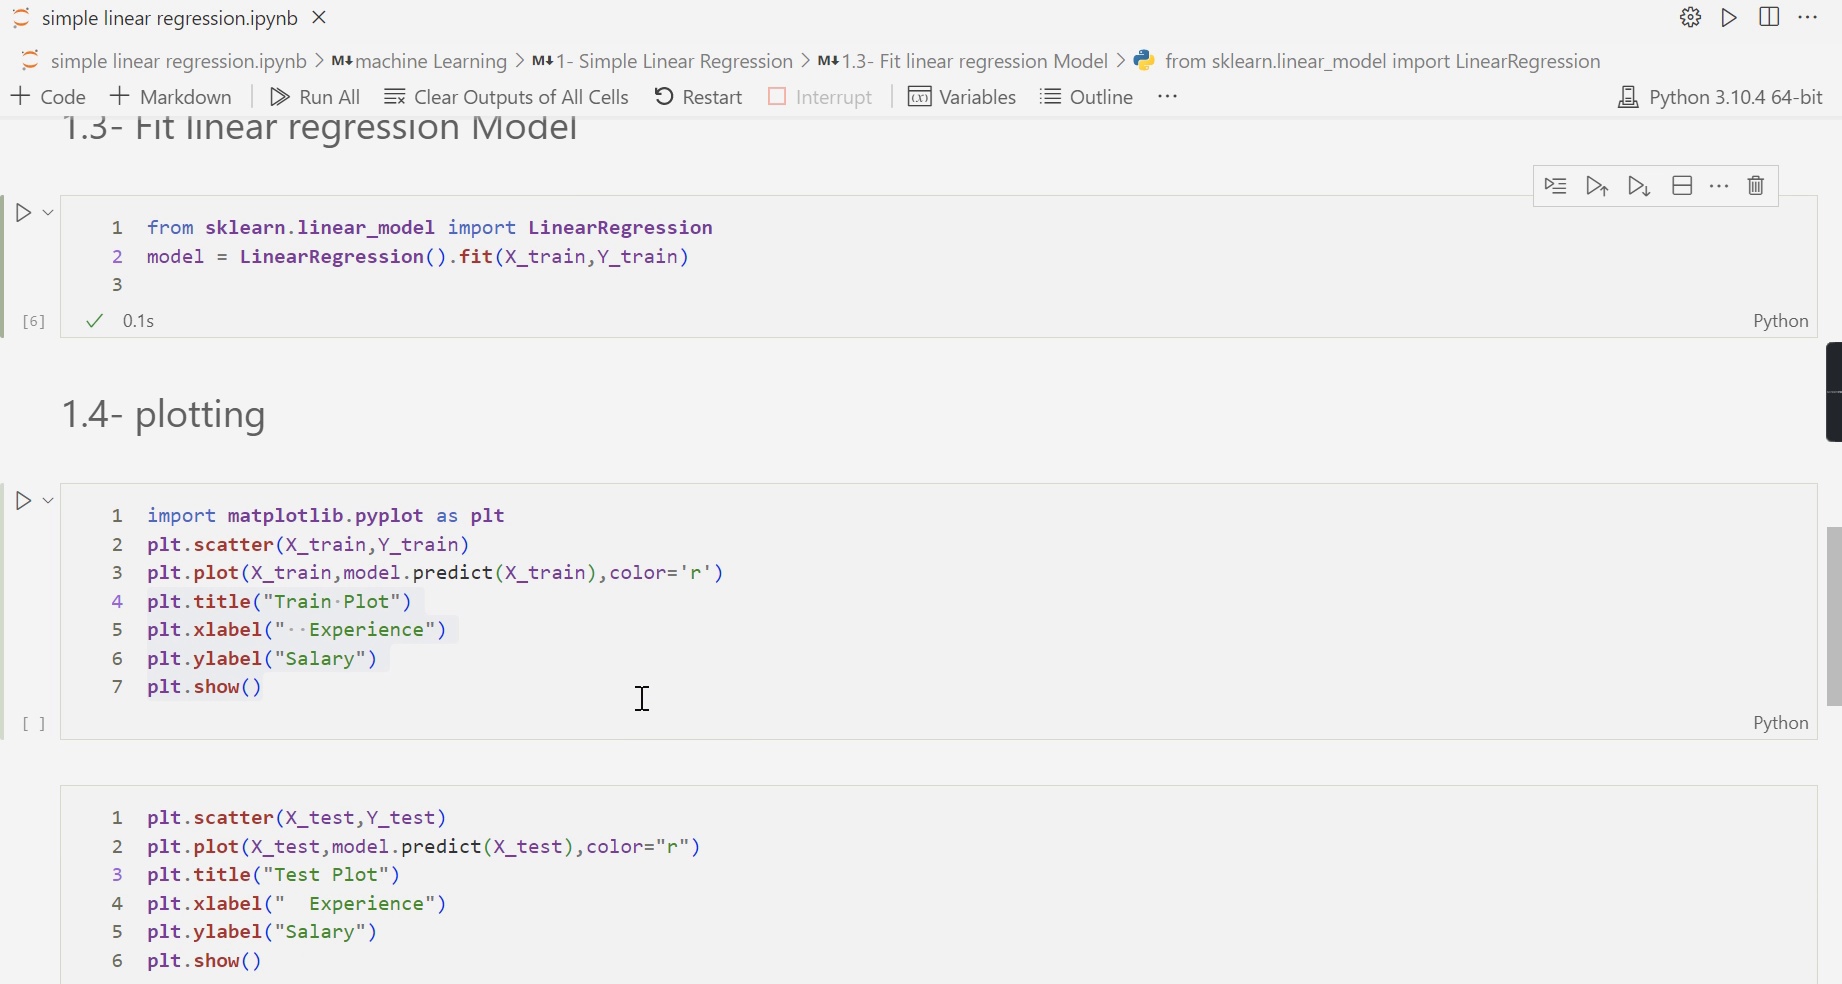 simple linear regression.ipynb
simple linear regression.ipynb > M↓machine Learning > M↓1- Simple Linear Regression > M↓1.3- Fit linear regression Model > from sklearn.linear_model import LinearRegression
+ Code + Markdown | Run All Clear Outputs of All Cells Restart Interrupt | Variables Outline ··· Python 3.10.4 64-bit
1.3- Fit linear regression Model
1 from sklearn.linear_model import LinearRegression
2 model = LinearRegression().fit(X_train,Y_train)
3
[6] ✓ 0.1s Python
1.4- plotting
1 import matplotlib.pyplot as plt
2 plt.scatter(X_train,Y_train)
3 plt.plot(X_train,model.predict(X_train),color='r')
4 plt.title("Train·Plot")
5 plt.xlabel("··Experience")
6 plt.ylabel("Salary")
7 plt.show()
[ ] Python
1 plt.scatter(X_test,Y_test)
2 plt.plot(X_test,model.predict(X_test),color="r")
3 plt.title("Test Plot")
4 plt.xlabel("  Experience")
5 plt.ylabel("Salary")
6 plt.show()